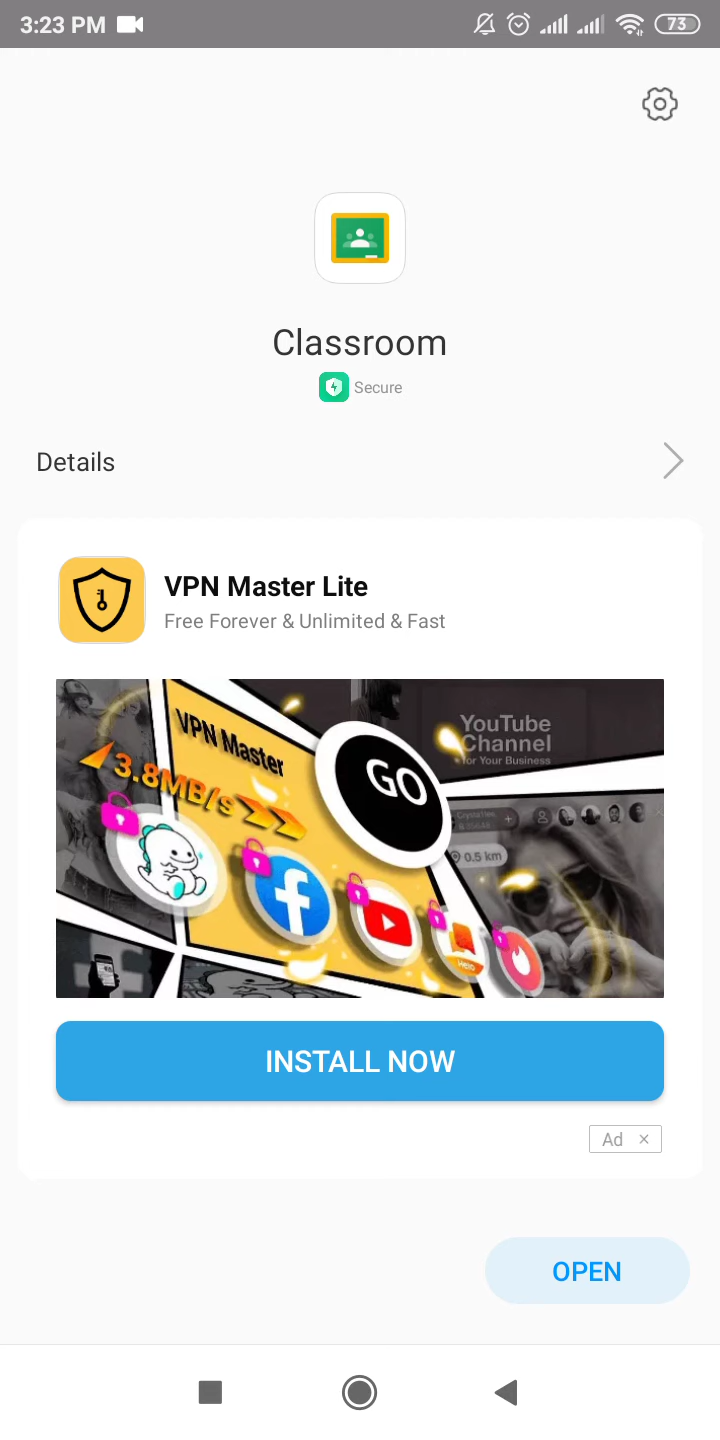 3:23 PM
73
Classroom
Secure
Details
VPN Master Lite
Free Forever & Unlimited & Fast
VPN Master
3.8MB/s
GO
YouTube
Channel
for Your Business
0.5 km
Helo
INSTALL NOW
Ad ×
OPEN